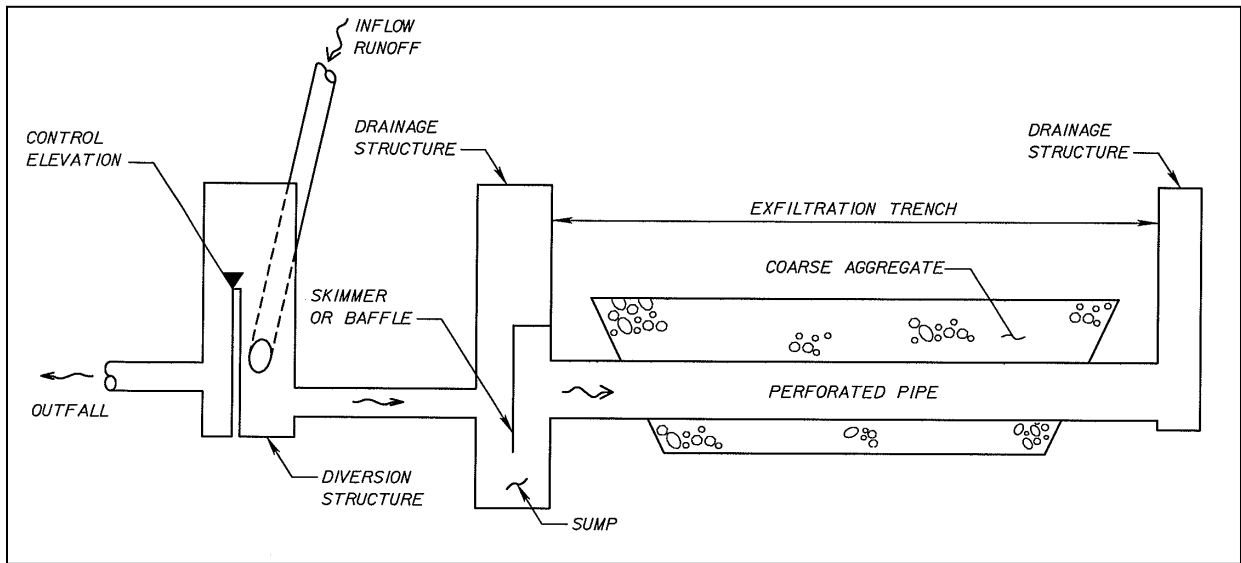 INFLOW
RUNOFF
CONTROL
ELEVATION
DRAINAGE
STRUCTURE
DRAINAGE
STRUCTURE
EXFILTRATION TRENCH
COARSE AGGREGATE
SKIMMER
OR BAFFLE
PERFORATED PIPE
OUTFALL
DIVERSION
STRUCTURE
SUMP